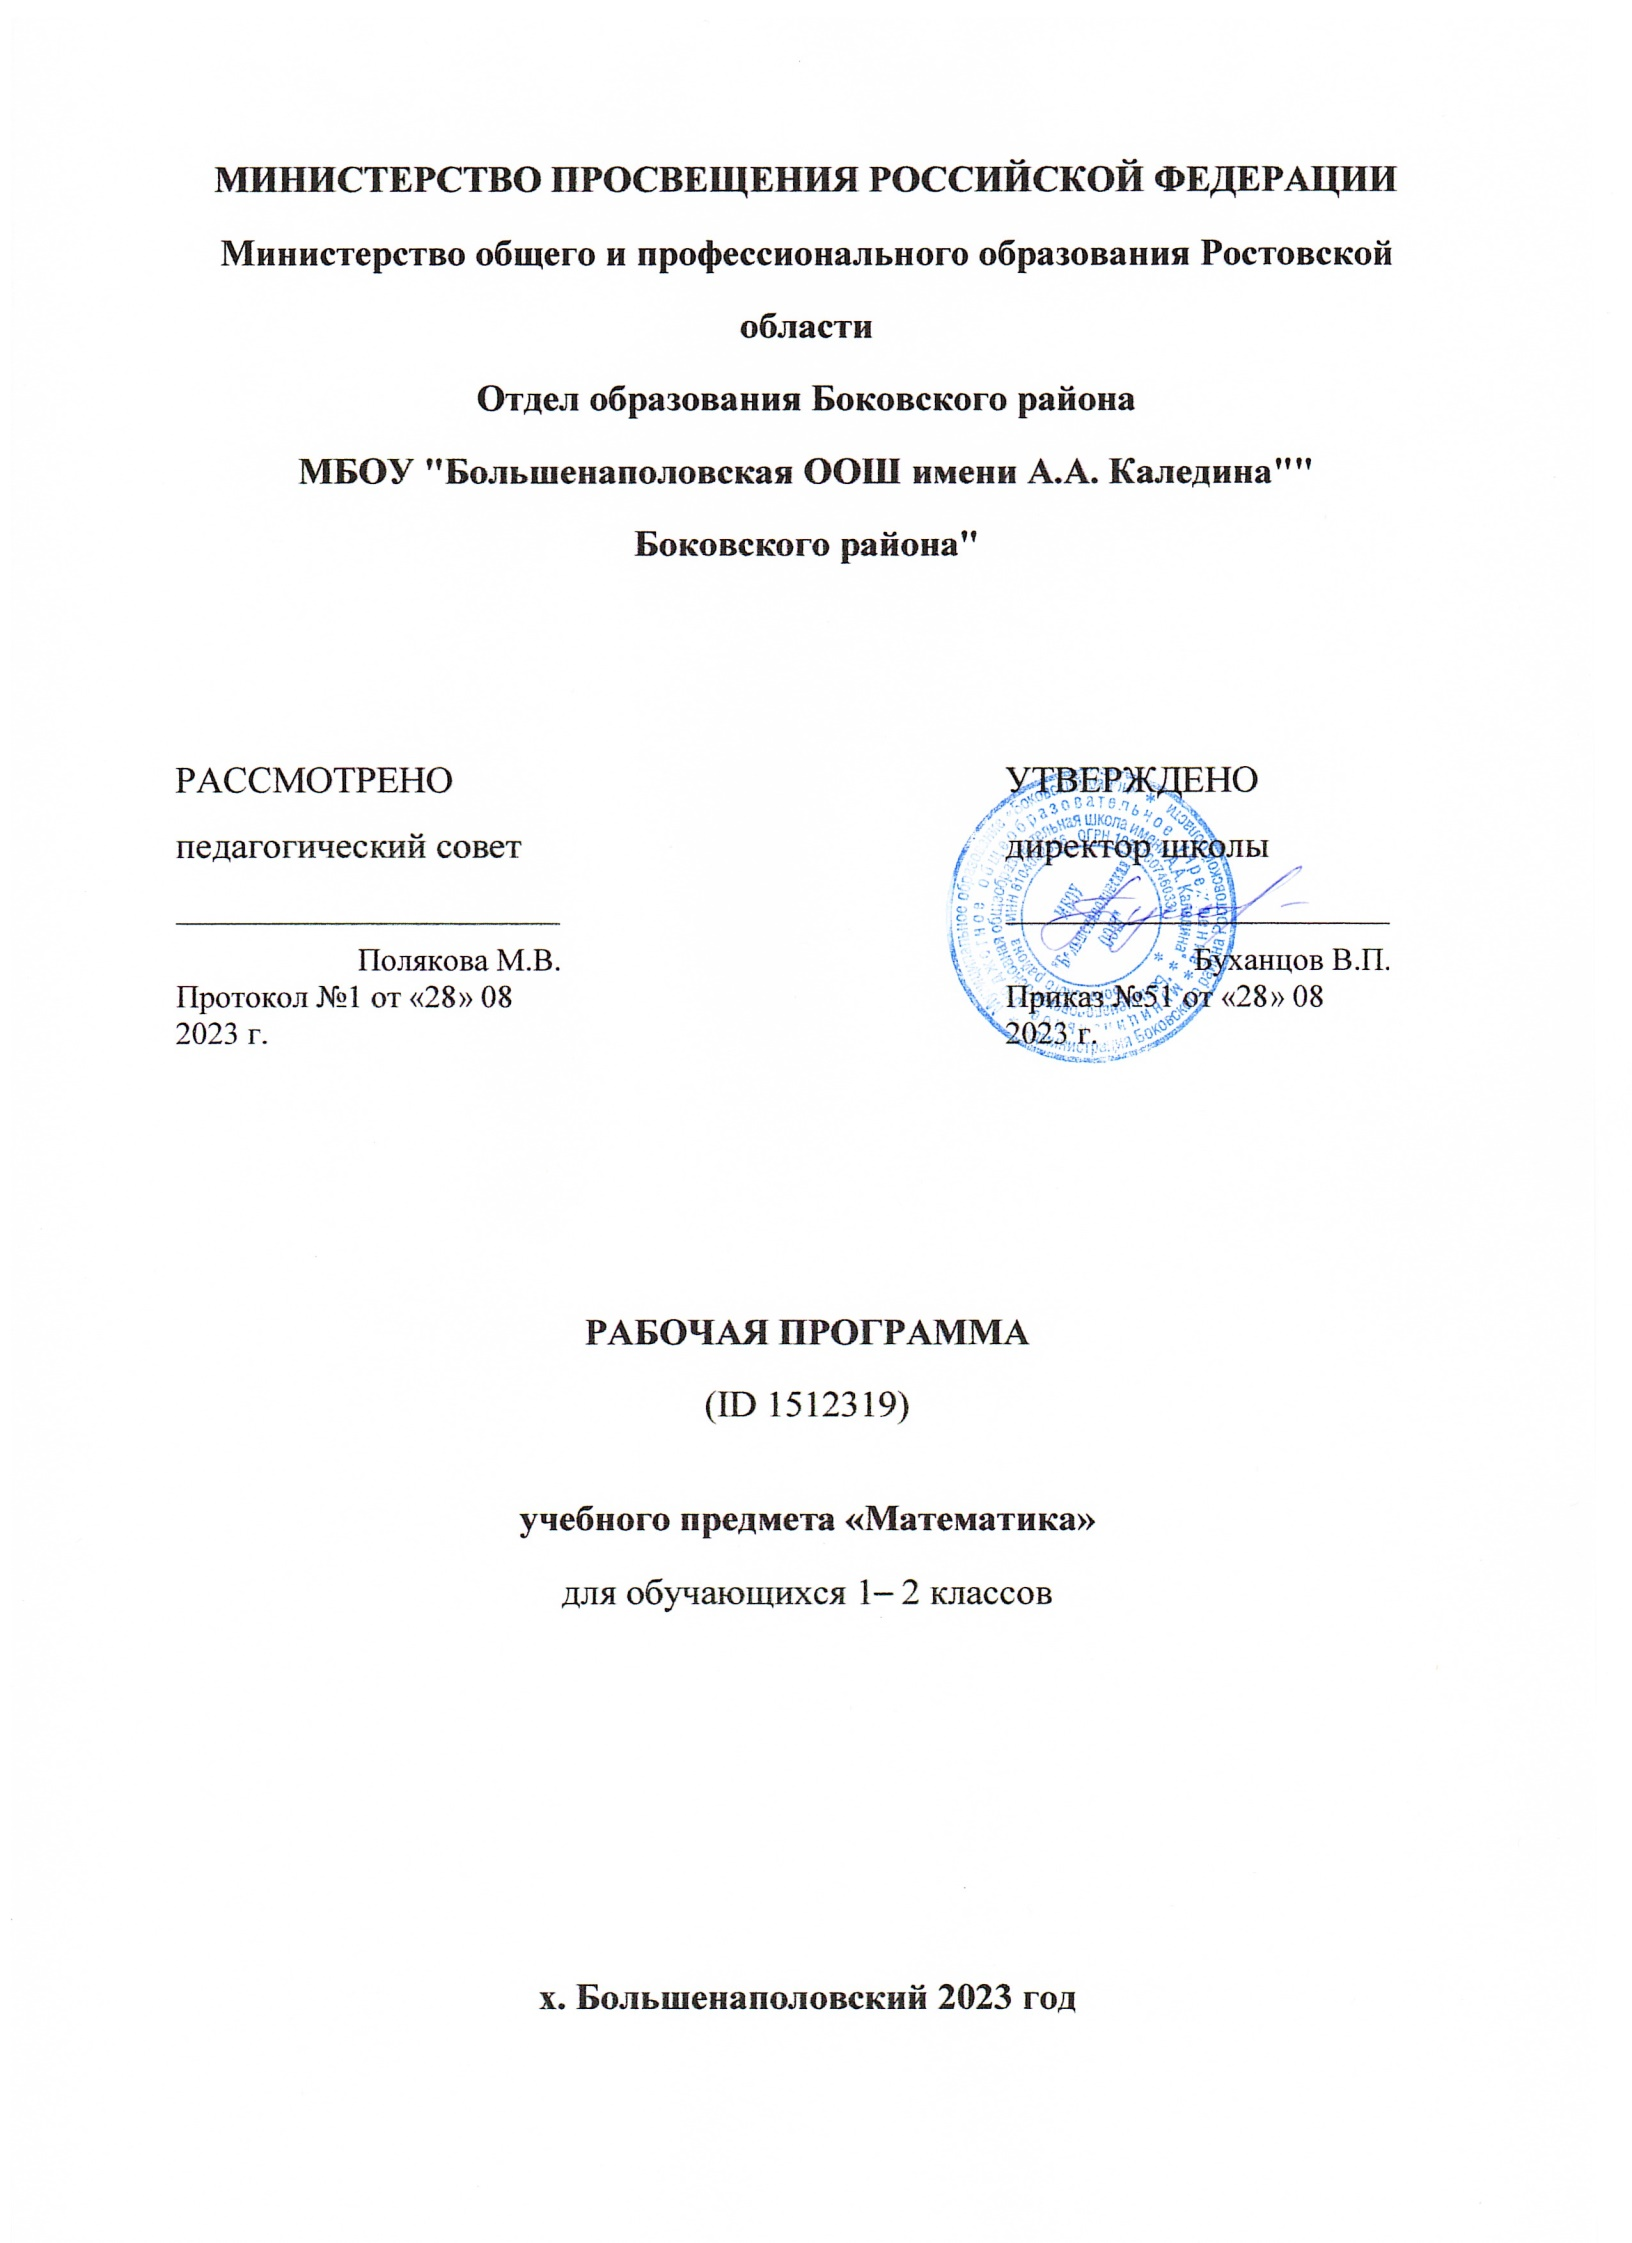 МИНИСТЕРСТВО ПРОСВЕЩЕНИЯ РОССИЙСКОЙ ФЕДЕРАЦИИ
Министерство общего и профессионального образования Ростовской
области
Отдел образования Боковского района
МБОУ "Большенаполовская ООШ имени А.А. Каледина""
Боковского района"
РАССМОТРЕНО
педагогический совет
Полякова М.В.
Протокол №1 от «28» 08
2023 г.
УТВЕРЖДЕНО
директор школы
Буханцов В.П.
Приказ №51 от «28» 08
2023 г.
РАБОЧАЯ ПРОГРАММА
(ID 1512319)
учебного предмета «Математика»
для обучающихся 1– 2 классов
х. Большенаполовский 2023 год